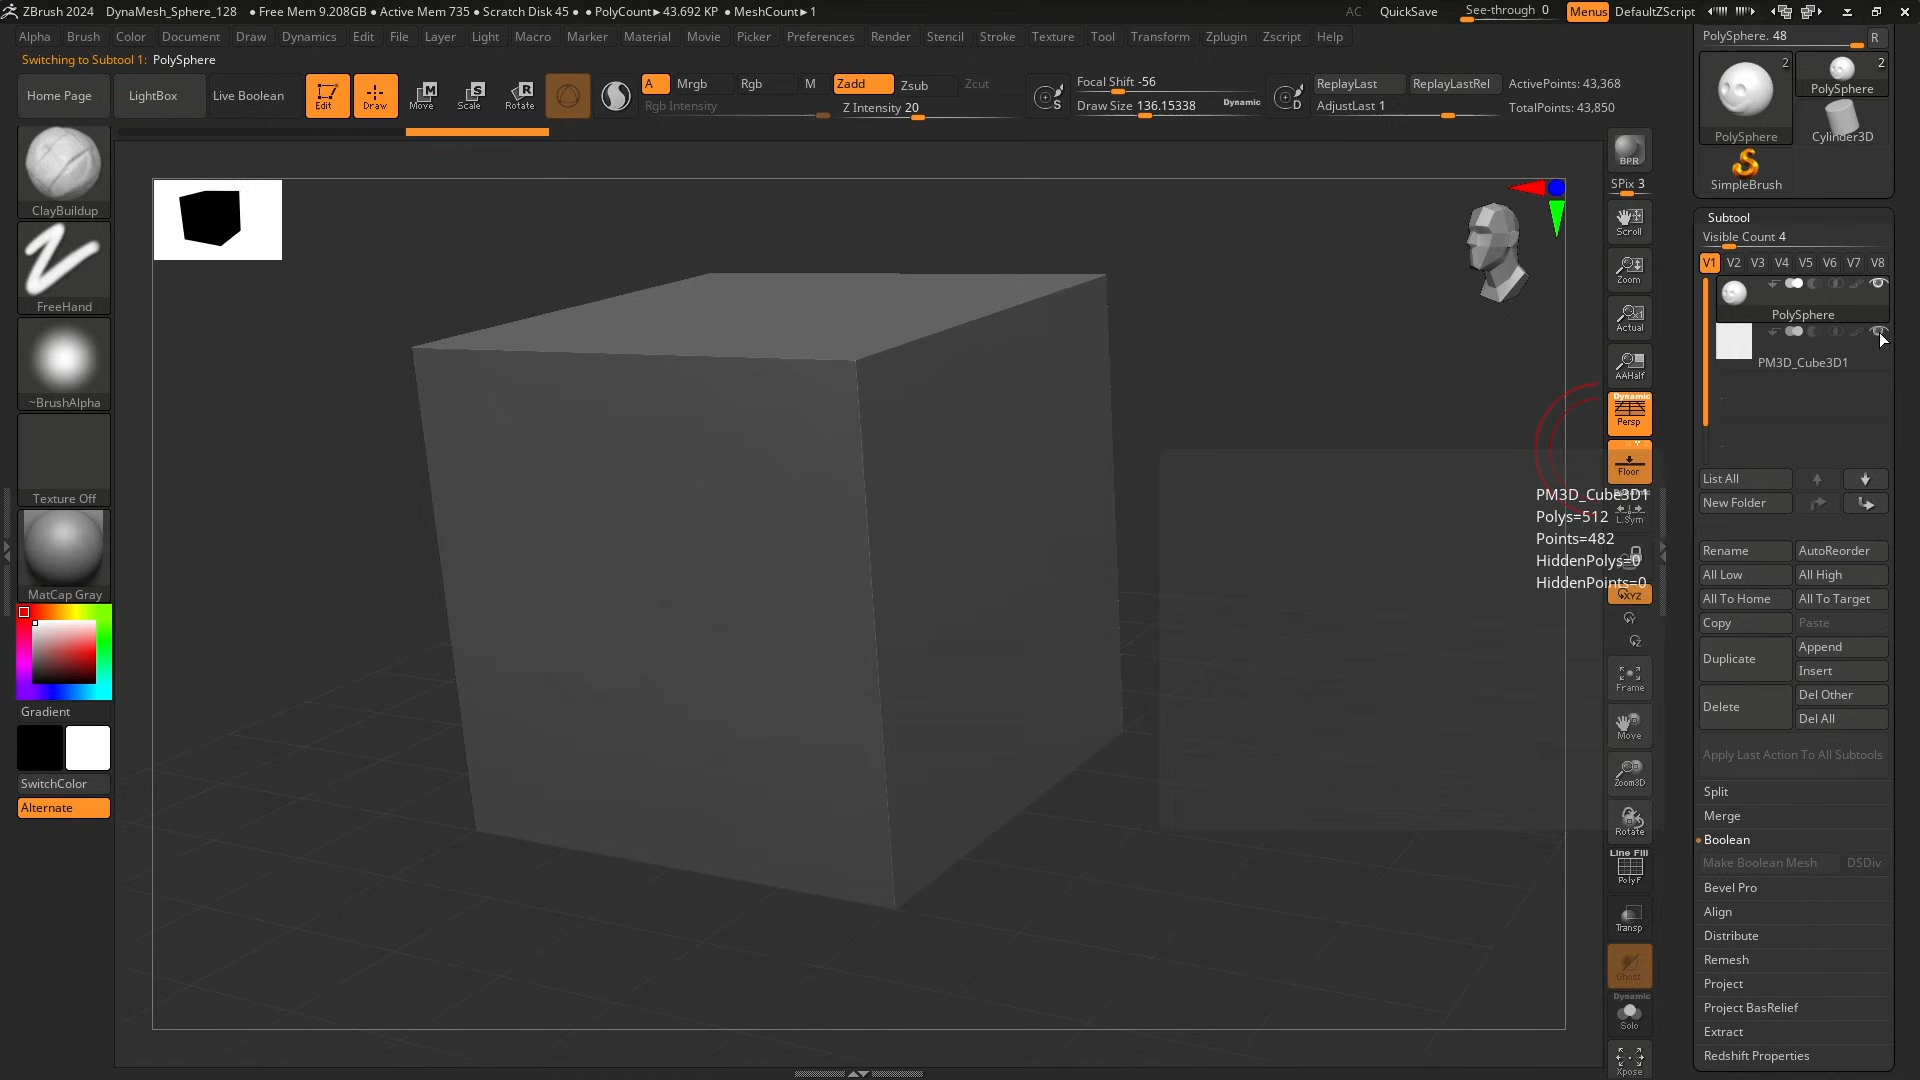 ZBrush 2024 DynaMesh_Sphere_128 ● Free Mem 9.208GB ● Active Mem 735 ● Scratch Disk 45 ● ● PolyCount► 43.692 KP ● MeshCount► 1 AC QuickSave See-through 0 Menus DefaultZScript
Alpha Brush Color Document Draw Dynamics Edit File Layer Light Macro Marker Material Movie Picker Preferences Render Stencil Stroke Texture Tool Transform Zplugin Zscript Help
Switching to Subtool 1: PolySphere
Home Page LightBox Live Boolean Edit Draw Move Scale Rotate
A Mrgb Rgb M Zadd Zsub Zcut
Rgb Intensity Z Intensity 20
S
Focal Shift -56
Draw Size 136.15338 Dynamic
D
ReplayLast ReplayLastRel
AdjustLast 1
ActivePoints: 43,368
TotalPoints: 43,850
ClayBuildup
FreeHand
~BrushAlpha
Texture Off
MatCap Gray
Gradient
SwitchColor
Alternate
PM3D_Cube3D1
Polys=512
Points=482
HiddenPolys=0
HiddenPoints=0
BPR
SPix 3
Scroll
Zoom
Actual
AAHalf
Dynamic
Persp
Floor
L.Sym
XYZ
Frame
Move
Zoom3D
Rotate
Line Fill
PolyF
Transp
Ghost
Dynamic
Solo
Xpose
PolySphere. 48 R
2 2
PolySphere
PolySphere Cylinder3D
SimpleBrush
Subtool
Visible Count 4
V1 V2 V3 V4 V5 V6 V7 V8
PolySphere
PM3D_Cube3D1
List All
New Folder
Rename AutoReorder
All Low All High
All To Home All To Target
Copy Paste
Duplicate Append
Insert
Delete Del Other
Del All
Apply Last Action To All Subtools
Split
Merge
Boolean
Make Boolean Mesh DSDiv
Bevel Pro
Align
Distribute
Remesh
Project
Project BasRelief
Extract
Redshift Properties